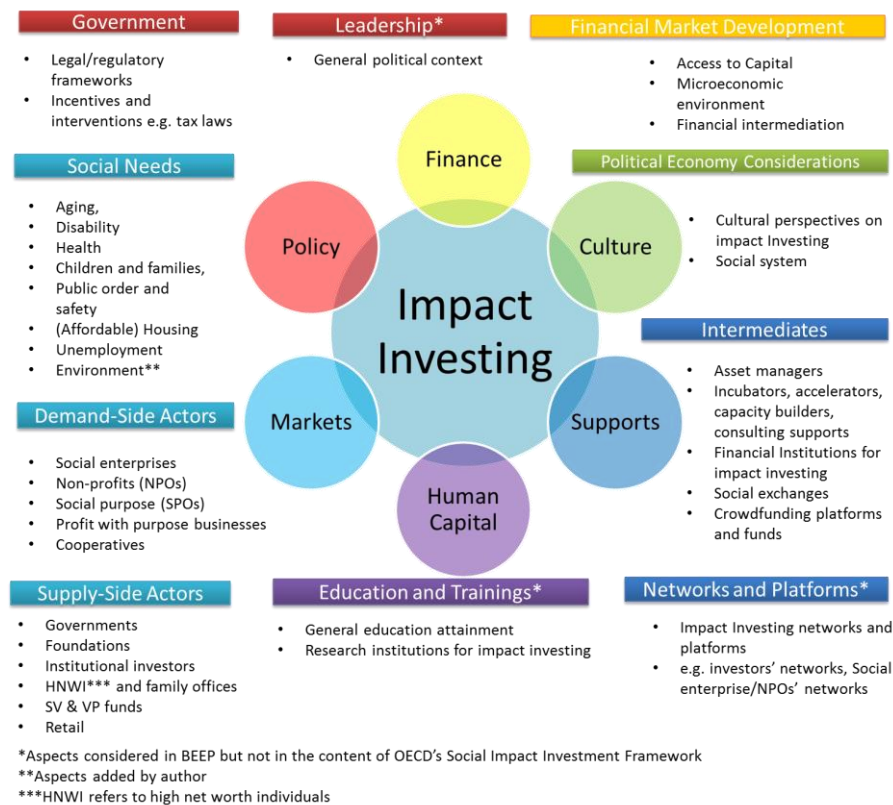 Government
• Legal/regulatory
frameworks
• Incentives and
interventions e.g. tax laws
Leadership*
• General political context
Financial Market Development
• Access to Capital
• Microeconomic
environment
• Financial intermediation
Social Needs
• Aging,
• Disability
• Health
• Children and families,
• Public order and
safety
• (Affordable) Housing
• Unemployment
• Environment**
Political Economy Considerations
• Cultural perspectives on
impact Investing
• Social system
Finance
Policy
Culture
Impact
Investing
Markets
Supports
Human
Capital
Intermediates
• Asset managers
• Incubators, accelerators,
capacity builders,
consulting supports
• Financial Institutions for
impact investing
• Social exchanges
• Crowdfunding platforms
and funds
Demand-Side Actors
• Social enterprises
• Non-profits (NPOs)
• Social purpose (SPOs)
• Profit with purpose businesses
• Cooperatives
Supply-Side Actors
• Governments
• Foundations
• Institutional investors
• HNWI*** and family offices
• SV & VP funds
• Retail
Education and Trainings*
• General education attainment
• Research institutions for impact investing
Networks and Platforms*
• Impact Investing networks and
platforms
• e.g. investors’ networks, Social
enterprise/NPOs’ networks
*Aspects considered in BEEP but not in the content of OECD’s Social Impact Investment Framework
**Aspects added by author
***HNWI refers to high net worth individuals